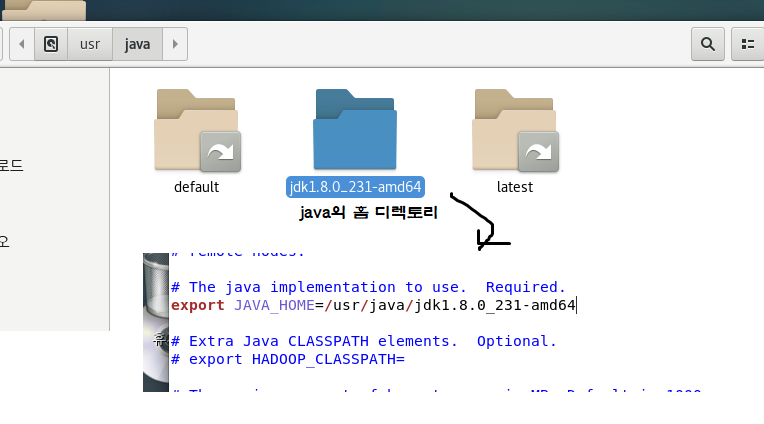 usr java
default jdk1.8.0_231-amd64 latest
로드
java의 홈 디렉토리
오
# remote nodes.
# The java implementation to use.  Required.
export JAVA_HOME=/usr/java/jdk1.8.0_231-amd64
# Extra Java CLASSPATH elements.  Optional.
# export HADOOP_CLASSPATH=